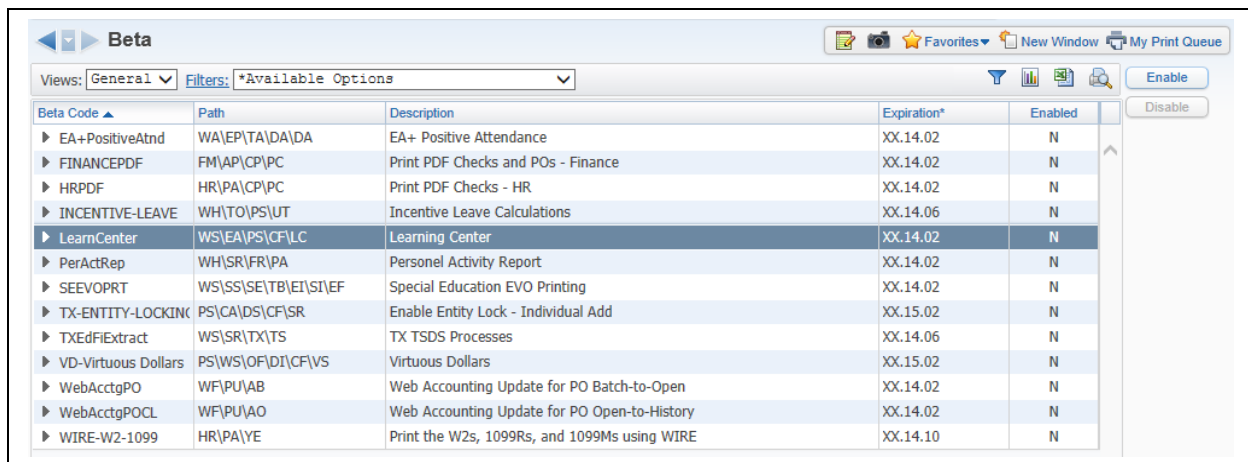 Beta
Favorites New Window My Print Queue
Views: General Filters: *Available Options Enable
Beta Code Path Description Expiration* Enabled Disable
EA+PositiveAtnd WA\EP\TA\DA\DA EA+ Positive Attendance XX.14.02 N
FINANCEPDF FM\AP\CP\PC Print PDF Checks and POs - Finance XX.14.02 N
HRPDF HR\PA\CP\PC Print PDF Checks - HR XX.14.02 N
INCENTIVE-LEAVE WH\TO\PS\UT Incentive Leave Calculations XX.14.06 N
LearnCenter WS\EA\PS\CF\LC Learning Center XX.14.02 N
PerActRep WH\SR\FR\PA Personel Activity Report XX.14.02 N
SEEVOPRT WS\SS\SE\TB\EI\SI\EF Special Education EVO Printing XX.14.02 N
TX-ENTITY-LOCKING PS\CA\DS\CF\SR Enable Entity Lock - Individual Add XX.15.02 N
TXEdFiExtract WS\SR\TX\TS TX TSDS Processes XX.14.06 N
VD-Virtuous Dollars PS\WS\OF\DI\CF\VS Virtuous Dollars XX.15.02 N
WebAcctgPO WF\PU\AB Web Accounting Update for PO Batch-to-Open XX.14.02 N
WebAcctgPOCL WF\PU\AO Web Accounting Update for PO Open-to-History XX.14.02 N
WIRE-W2-1099 HR\PA\YE Print the W2s, 1099Rs, and 1099Ms using WIRE XX.14.10 N